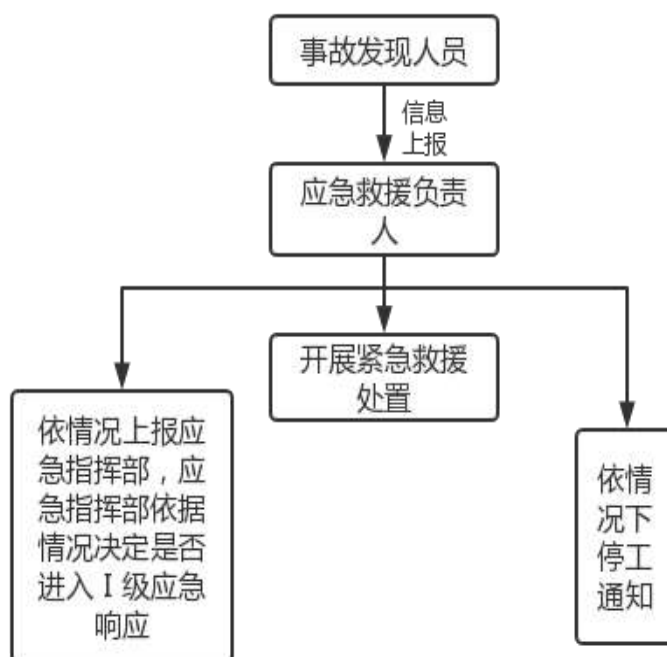 事故发现人员
信息
上报
应急救援负责
人
开展紧急救援
处置
依情况上报应
急指挥部，应
急指挥部依据
情况决定是否
进入Ⅰ级应急
响应
依情
况下
停工
通知